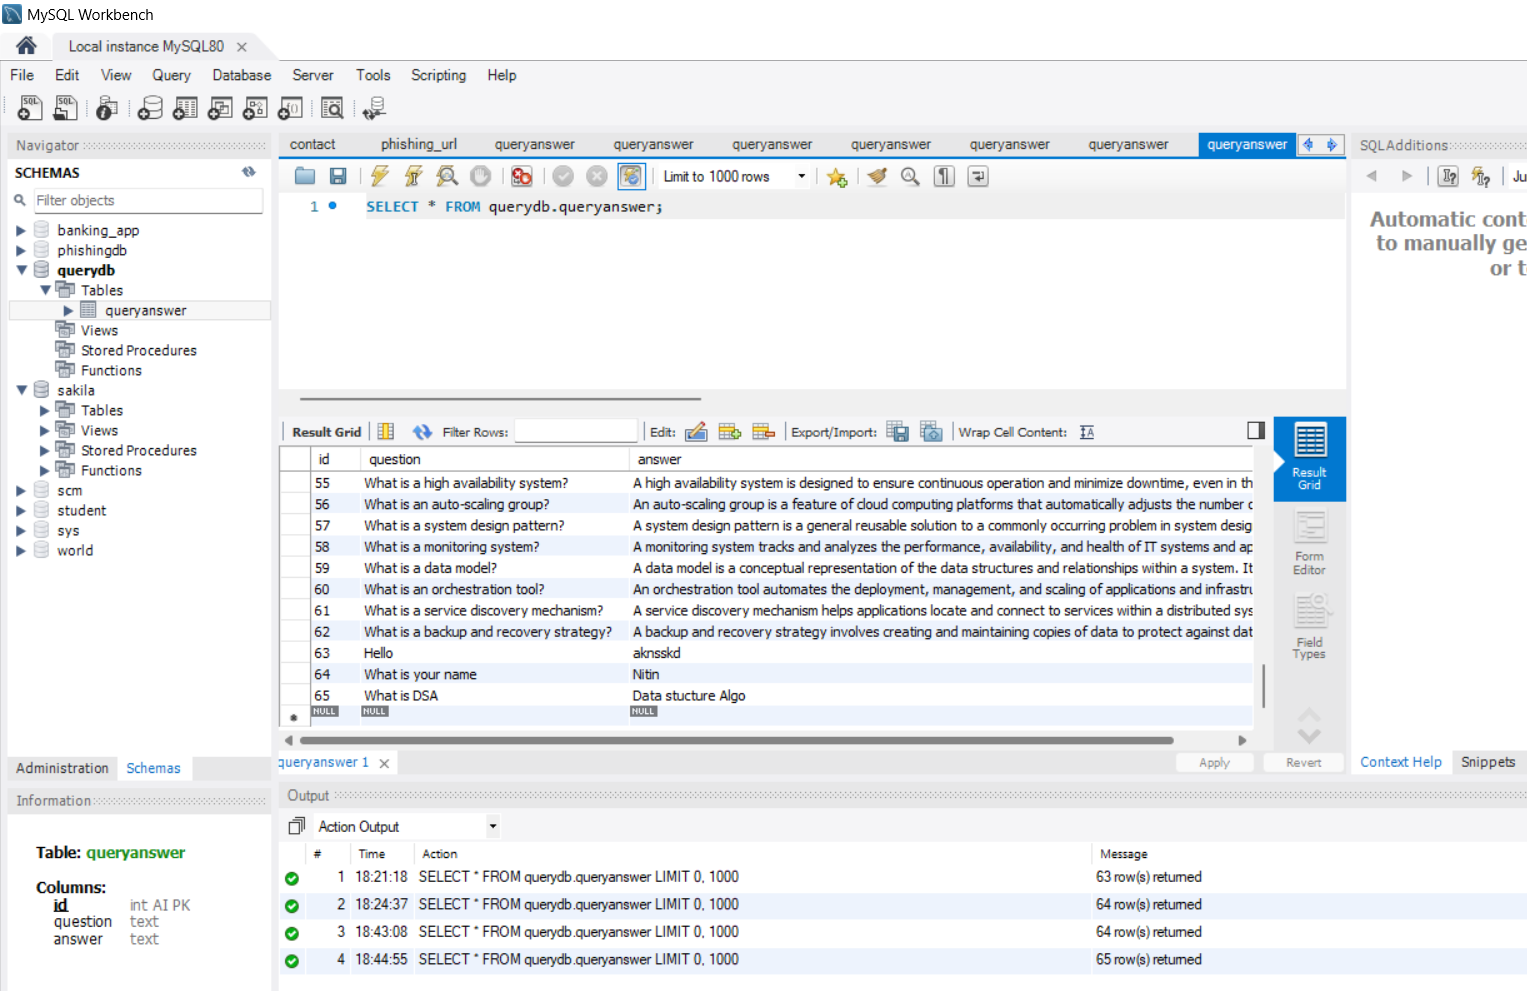 MySQL Workbench
Local instance MySQL80
File Edit View Query Database Server Tools Scripting Help
Navigator
SCHEMAS
Filter objects
banking_app
phishingdb
querydb
Tables
queryanswer
Views
Stored Procedures
Functions
sakila
Tables
Views
Stored Procedures
Functions
scm
student
sys
world
Administration Schemas
Information
Table: queryanswer
Columns:
id int AI PK
question text
answer text
contact phishing_url queryanswer queryanswer queryanswer queryanswer queryanswer queryanswer queryanswer
Limit to 1000 rows
1 SELECT * FROM querydb.queryanswer;
Result Grid Filter Rows: Edit: Export/Import: Wrap Cell Content:
id question answer
55 What is a high availability system? A high availability system is designed to ensure continuous operation and minimize downtime, even in th
56 What is an auto-scaling group? An auto-scaling group is a feature of cloud computing platforms that automatically adjusts the number
57 What is a system design pattern? A system design pattern is a general reusable solution to a commonly occurring problem in system desig
58 What is a monitoring system? A monitoring system tracks and analyzes the performance, availability, and health of IT systems and ap
59 What is a data model? A data model is a conceptual representation of the data structures and relationships within a system. It
60 What is an orchestration tool? An orchestration tool automates the deployment, management, and scaling of applications and infrastru
61 What is a service discovery mechanism? A service discovery mechanism helps applications locate and connect to services within a distributed sys
62 What is a backup and recovery strategy? A backup and recovery strategy involves creating and maintaining copies of data to protect against dat
63 Hello aknsskd
64 What is your name Nitin
65 What is DSA Data stucture Algo
NULL NULL NULL
Result
Grid
Form
Editor
Field
Types
queryanswer 1 Apply Revert
Output
Action Output
# Time Action Message
1 18:21:18 SELECT * FROM querydb.queryanswer LIMIT 0, 1000 63 row(s) returned
2 18:24:37 SELECT * FROM querydb.queryanswer LIMIT 0, 1000 64 row(s) returned
3 18:43:08 SELECT * FROM querydb.queryanswer LIMIT 0, 1000 64 row(s) returned
4 18:44:55 SELECT * FROM querydb.queryanswer LIMIT 0, 1000 65 row(s) returned
SQLAdditions
Ju
Automatic cont
to manually ge
or t
Context Help Snippets